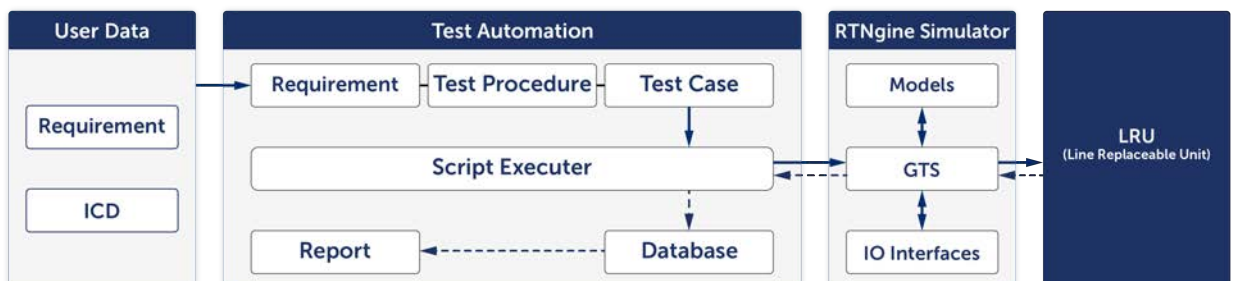 User Data
Requirement
ICD
Test Automation
Requirement
Test Procedure
Test Case
Script Executer
Report
Database
RTNgine Simulator
Models
GTS
IO Interfaces
LRU
(Line Replaceable Unit)